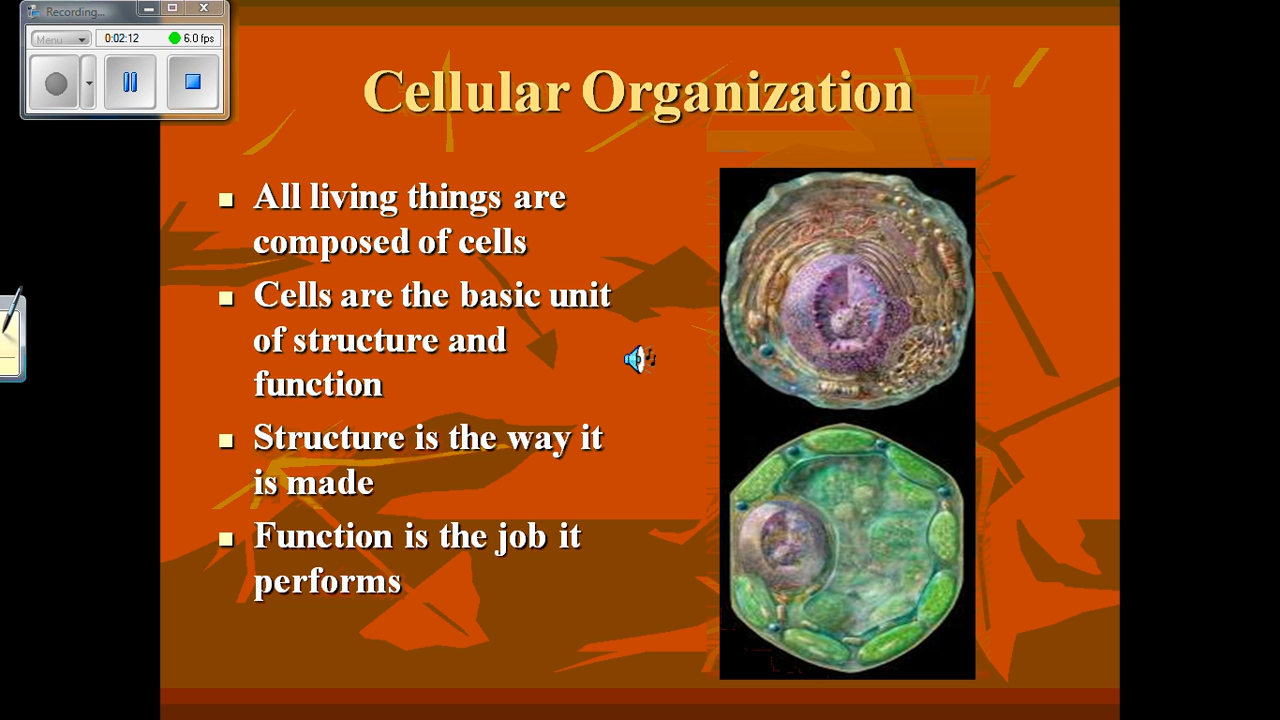 Recording...
Menu
0:02:12
6.0 fps
Cellular Organization
All living things are
composed of cells
Cells are the basic unit
of structure and
function
Structure is the way it
is made
Function is the job it
performs